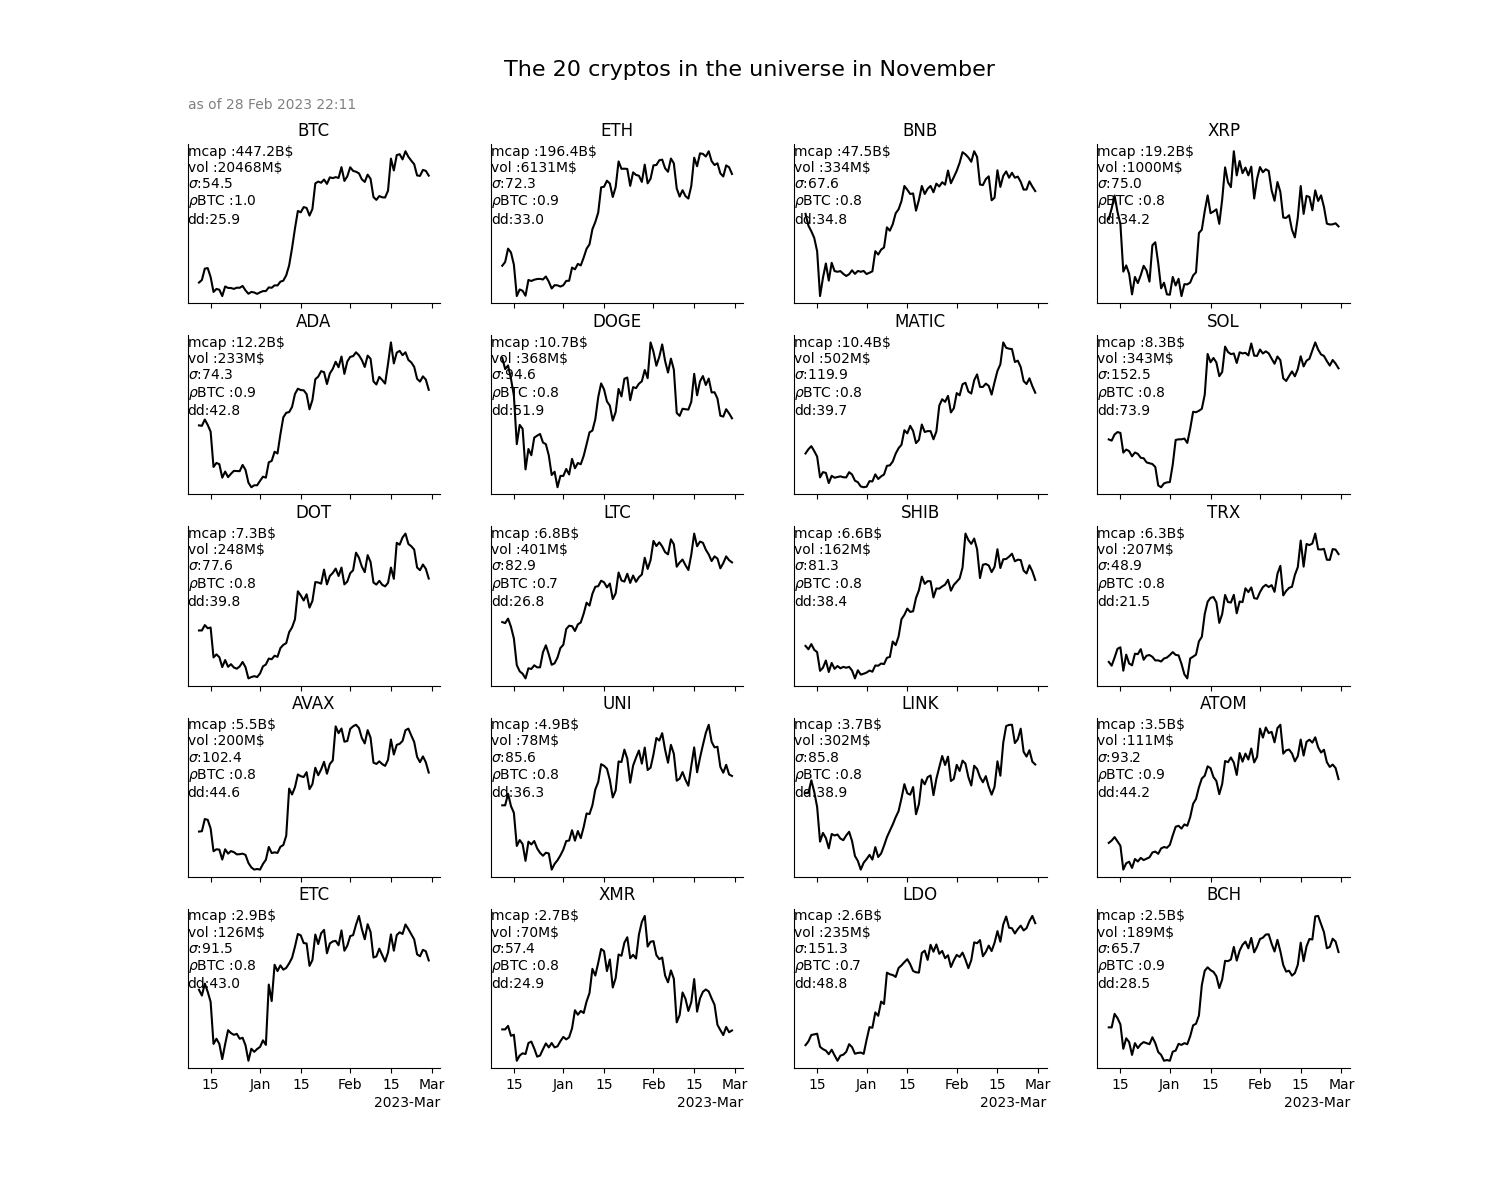 The 20 cryptos in the universe in November
as of 28 Feb 2023 22:11
BTC
mcap :447.2B$
vol :20468M$
σ:54.5
ρBTC :1.0
dd:25.9
ETH
mcap :196.4B$
vol :6131M$
σ:72.3
ρBTC :0.9
dd:33.0
BNB
mcap :47.5B$
vol :334M$
σ:67.6
ρBTC :0.8
dd:34.8
XRP
mcap :19.2B$
vol :1000M$
σ:75.0
ρBTC :0.8
dd:34.2
ADA
mcap :12.2B$
vol :233M$
σ:74.3
ρBTC :0.9
dd:42.8
DOGE
mcap :10.7B$
vol :368M$
σ:94.6
ρBTC :0.8
dd:51.9
MATIC
mcap :10.4B$
vol :502M$
σ:119.9
ρBTC :0.8
dd:39.7
SOL
mcap :8.3B$
vol :343M$
σ:152.5
ρBTC :0.8
dd:73.9
DOT
mcap :7.3B$
vol :248M$
σ:77.6
ρBTC :0.8
dd:39.8
LTC
mcap :6.8B$
vol :401M$
σ:82.9
ρBTC :0.7
dd:26.8
SHIB
mcap :6.6B$
vol :162M$
σ:81.3
ρBTC :0.8
dd:38.4
TRX
mcap :6.3B$
vol :207M$
σ:48.9
ρBTC :0.8
dd:21.5
AVAX
mcap :5.5B$
vol :200M$
σ:102.4
ρBTC :0.8
dd:44.6
UNI
mcap :4.9B$
vol :78M$
σ:85.6
ρBTC :0.8
dd:36.3
LINK
mcap :3.7B$
vol :302M$
σ:85.8
ρBTC :0.8
dd:38.9
ATOM
mcap :3.5B$
vol :111M$
σ:93.2
ρBTC :0.9
dd:44.2
ETC
mcap :2.9B$
vol :126M$
σ:91.5
ρBTC :0.8
dd:43.0
XMR
mcap :2.7B$
vol :70M$
σ:57.4
ρBTC :0.8
dd:24.9
LDO
mcap :2.6B$
vol :235M$
σ:151.3
ρBTC :0.7
dd:48.8
BCH
mcap :2.5B$
vol :189M$
σ:65.7
ρBTC :0.9
dd:28.5
15 Jan 15 Feb 15 Mar
2023-Mar
15 Jan 15 Feb 15 Mar
2023-Mar
15 Jan 15 Feb 15 Mar
2023-Mar
15 Jan 15 Feb 15 Mar
2023-Mar